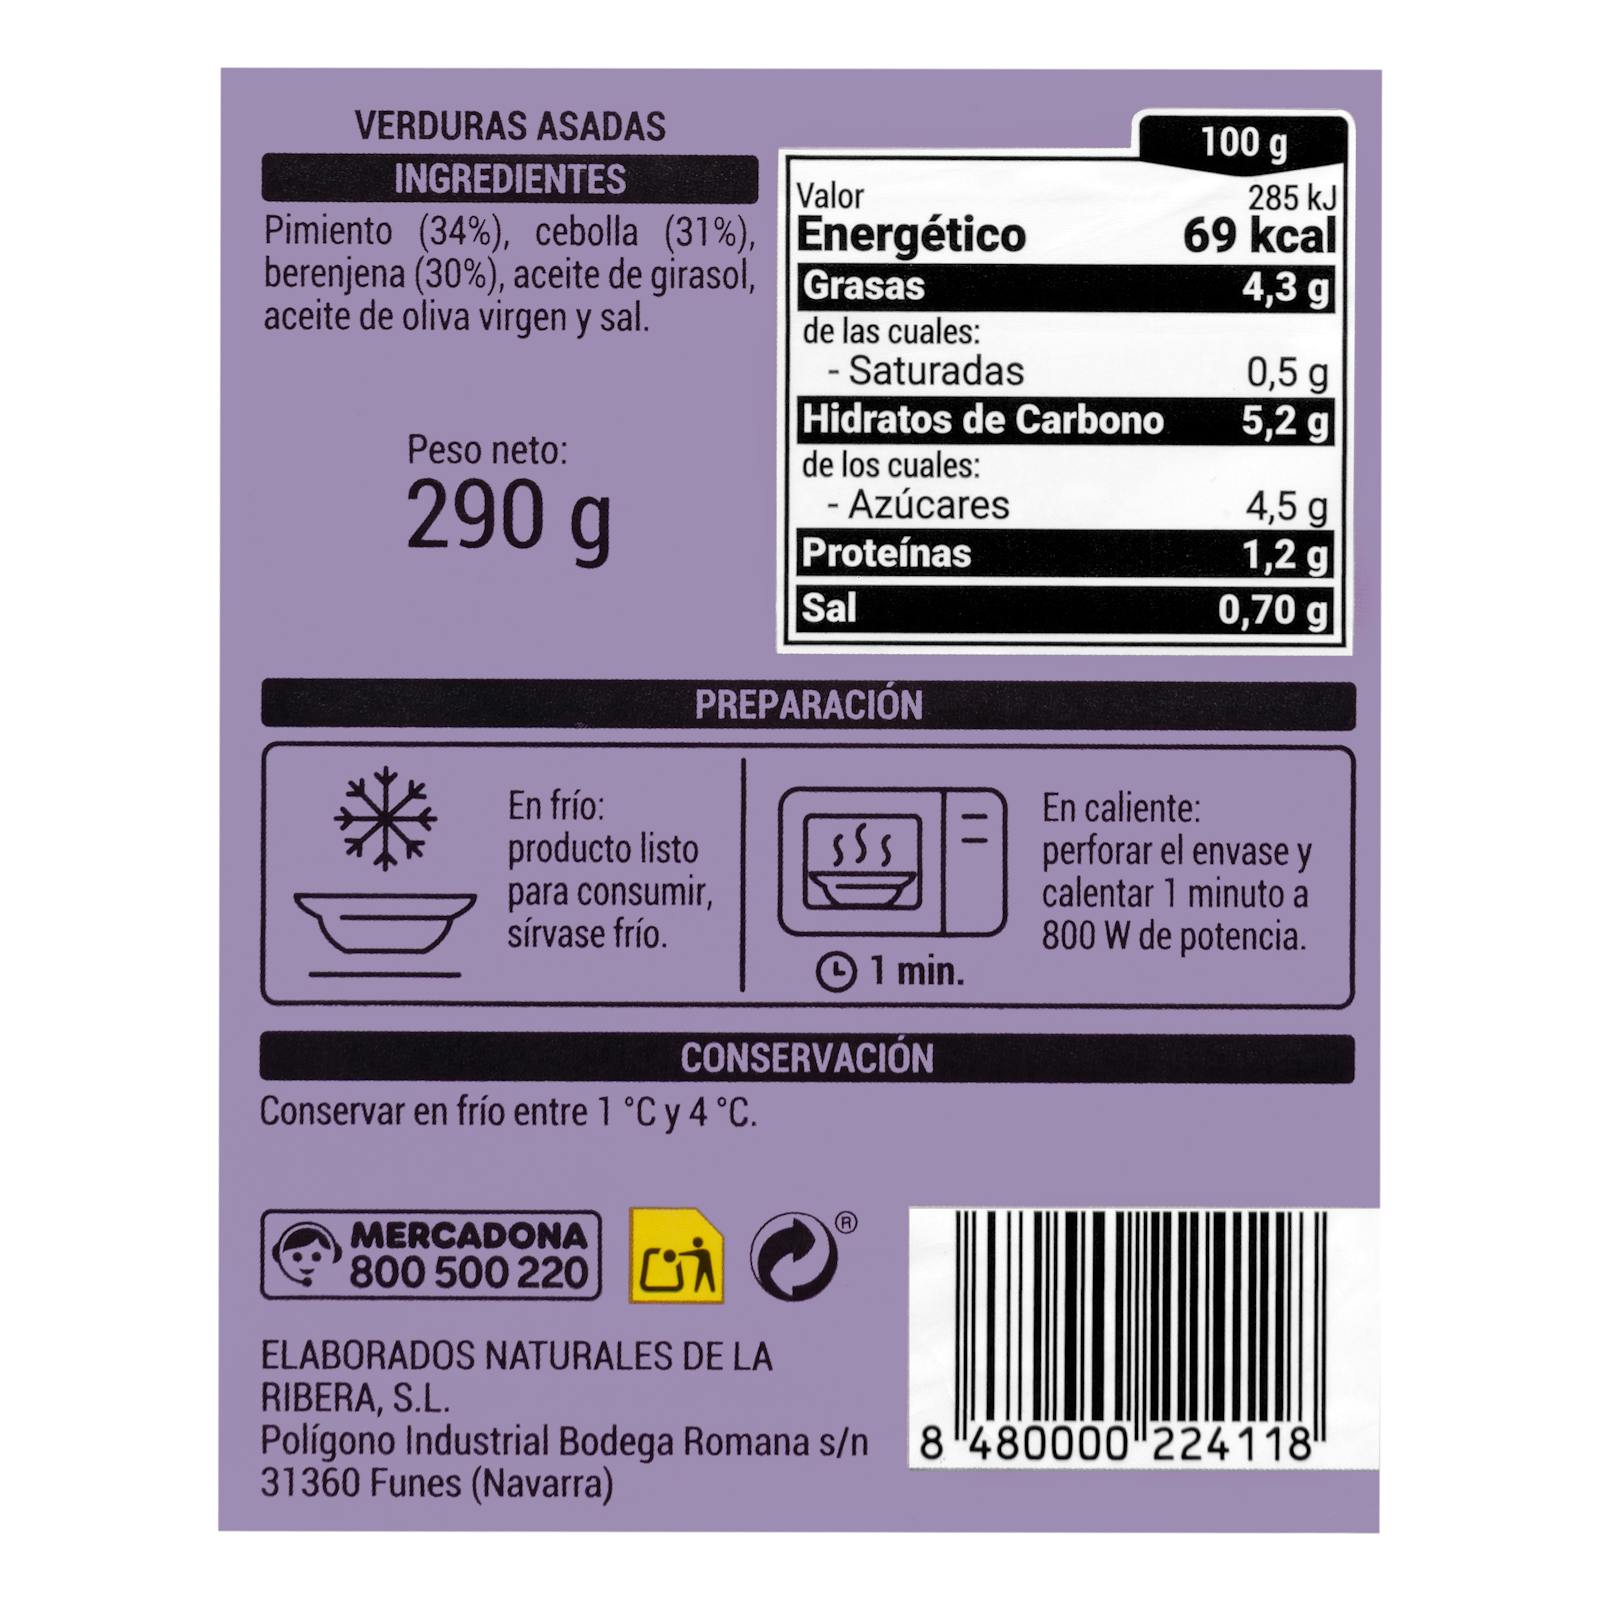 VERDURAS ASADAS
INGREDIENTES
Pimiento (34%), cebolla (31%),
berenjena (30%), aceite de girasol,
aceite de oliva virgen y sal.
Peso neto:
290 g
100 g
Valor 285 kJ
Energético 69 kcal
Grasas 4,3 g
de las cuales:
- Saturadas 0,5 g
Hidratos de Carbono 5,2 g
de los cuales:
- Azúcares 4,5 g
Proteínas 1,2 g
Sal 0,70 g
PREPARACIÓN
En frío:
producto listo
para consumir,
sírvase frío.
1 min.
En caliente:
perforar el envase y
calentar 1 minuto a
800 W de potencia.
CONSERVACIÓN
Conservar en frío entre 1 °C y 4 °C.
MERCADONA
800 500 220
®
ELABORADOS NATURALES DE LA
RIBERA, S.L.
Polígono Industrial Bodega Romana s/n
31360 Funes (Navarra)
8 480000 224118